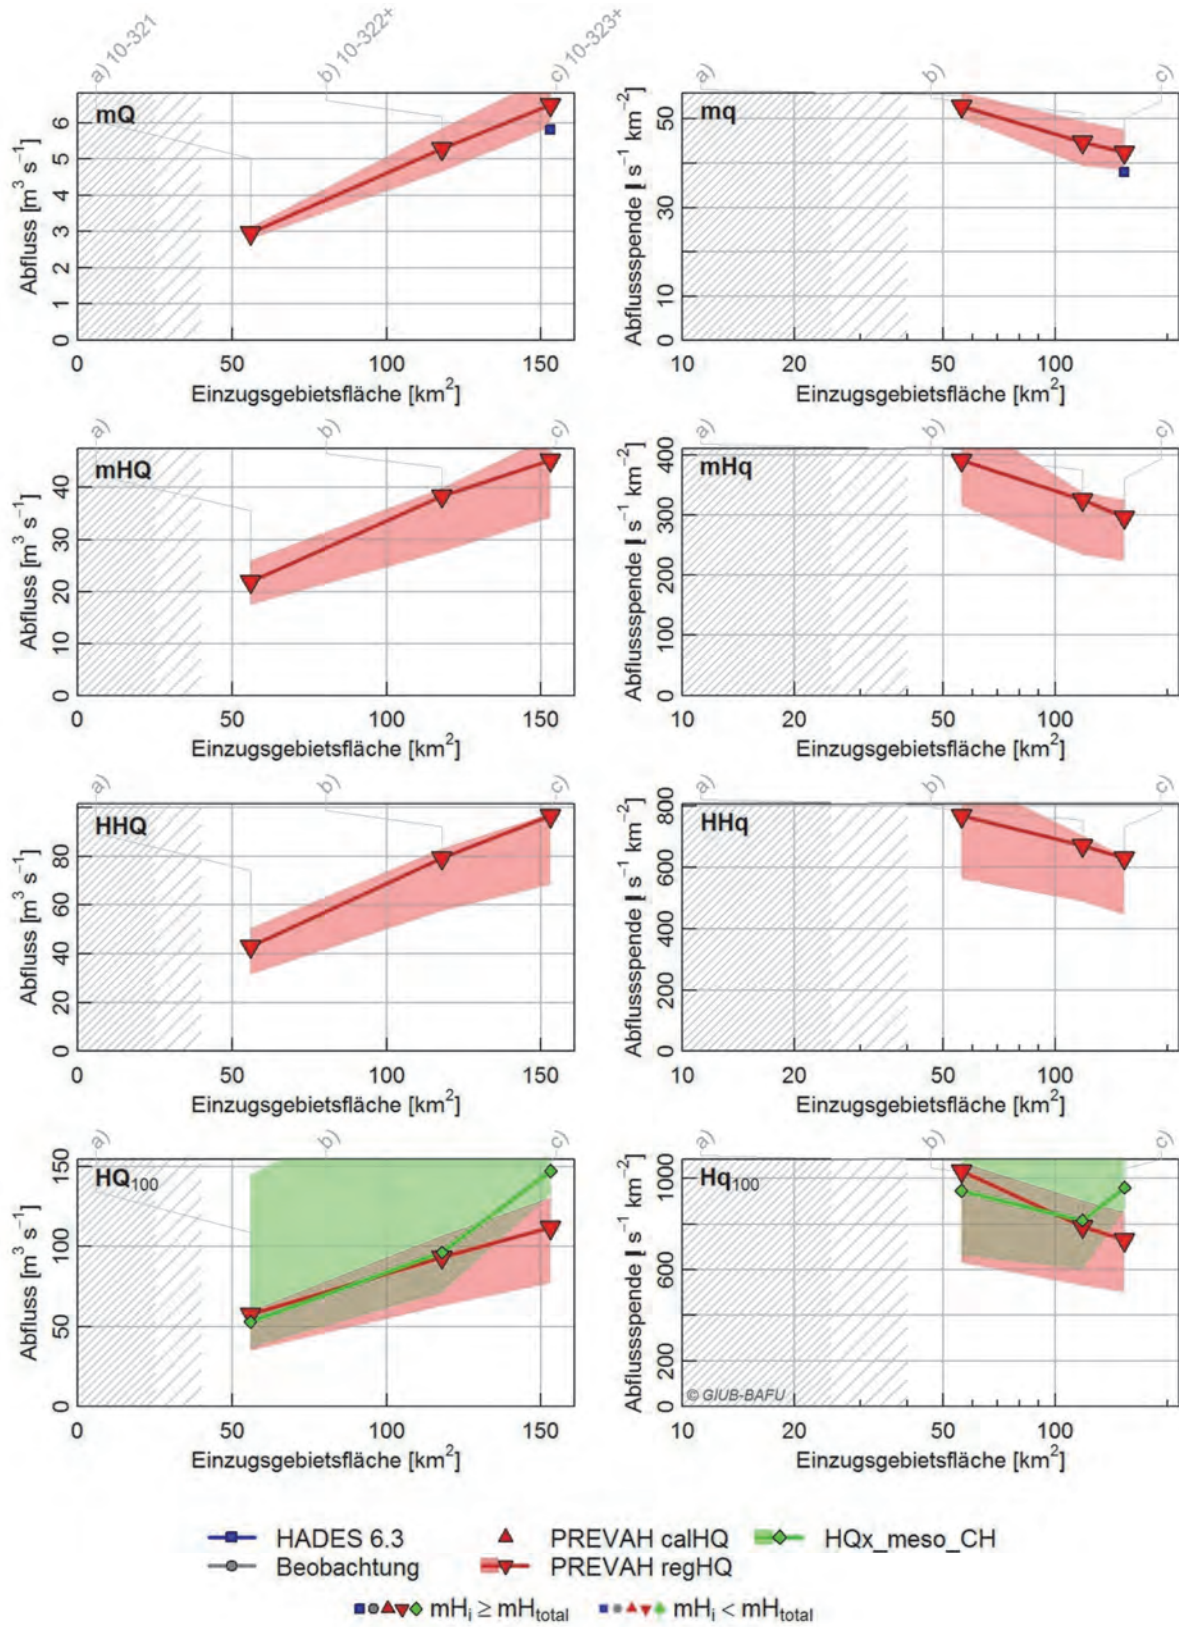 a) 10-321
b) 10-322+
c) 10-323+
mQ
Abfluss [m³ s⁻¹]
0 1 2 3 4 5 6
0 50 100 150
Einzugsgebietsfläche [km²]
a) b) c)
mq
Abflussspende [l s⁻¹ km⁻²]
0 10 30 50
10 20 50 100
Einzugsgebietsfläche [km²]
a) b) c)
mHQ
Abfluss [m³ s⁻¹]
0 10 20 30 40
0 50 100 150
Einzugsgebietsfläche [km²]
a) b) c)
mHq
Abflussspende [l s⁻¹ km⁻²]
0 100 200 300 400
10 20 50 100
Einzugsgebietsfläche [km²]
a) b) c)
HHQ
Abfluss [m³ s⁻¹]
0 20 40 60 80
0 50 100 150
Einzugsgebietsfläche [km²]
a) b) c)
HHq
Abflussspende [l s⁻¹ km⁻²]
0 200 400 600 800
10 20 50 100
Einzugsgebietsfläche [km²]
a) b) c)
HQ₁₀₀
Abfluss [m³ s⁻¹]
0 50 100 150
0 50 100 150
Einzugsgebietsfläche [km²]
a) b) c)
Hq₁₀₀
Abflussspende [l s⁻¹ km⁻²]
0 200 400 600 1000
© GIUB-BAFU
10 20 50 100
Einzugsgebietsfläche [km²]
HADES 6.3 PREVAH calHQ HQx_meso_CH
Beobachtung PREVAH regHQ
mHᵢ ≥ mH_total mHᵢ < mH_total